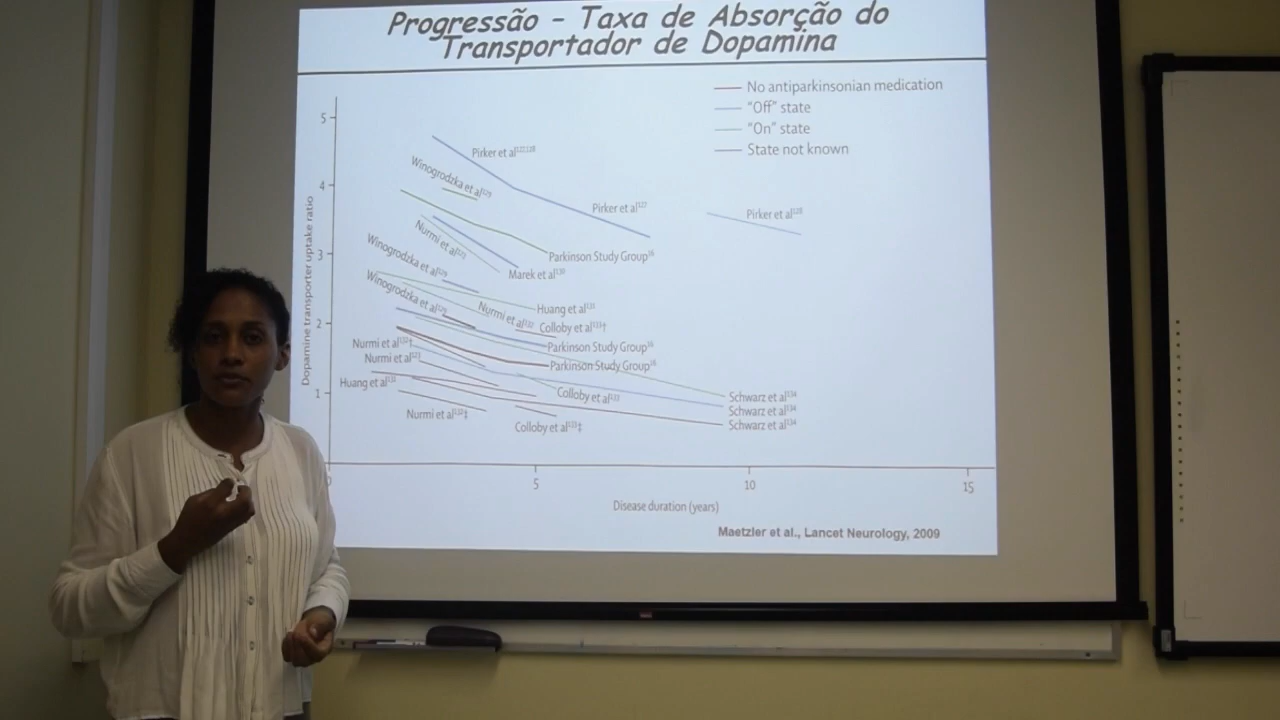 Progressão - Taxa de Absorção do
Transportador de Dopamina
No antiparkinsonian medication
"Off" state
"On" state
State not known
Dopamine transporter uptake ratio
5
4
3
2
1
0
5
10
15
Disease duration (years)
Pirker et al
Winogrodzka et al
Pirker et al
Pirker et al
Nurmi et al
Parkinson Study Group
Winogrodzka et al
Marek et al
Winogrodzka et al
Nurmi et al
Huang et al
Colloby et al
Nurmi et al
Parkinson Study Group
Nurmi et al
Parkinson Study Group
Huang et al
Colloby et al
Schwarz et al
Schwarz et al
Schwarz et al
Nurmi et al
Colloby et al
Maetzler et al., Lancet Neurology, 2009